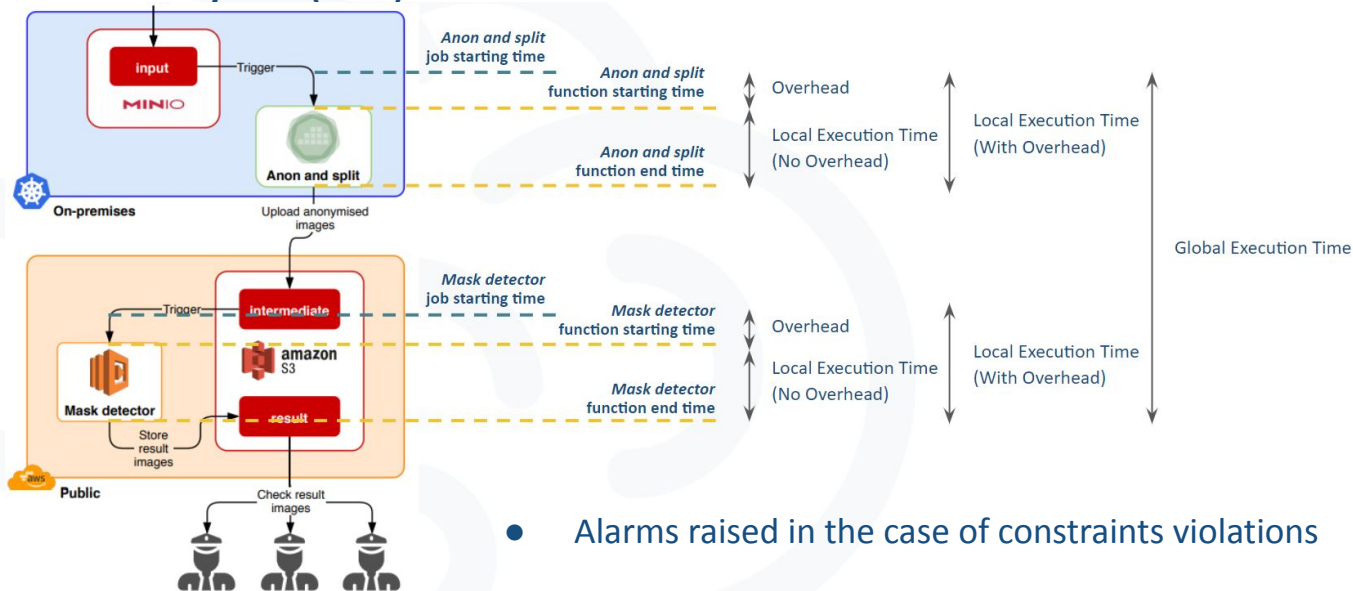 input
MINIO
Trigger
Anon and split
On-premises
Upload anonymised
images
Trigger
intermediate
amazon
S3
Mask detector
result
Store
result
images
aws
Public
Check result
images
Anon and split
job starting time
Anon and split
function starting time
Anon and split
function end time
Mask detector
job starting time
Mask detector
function starting time
Mask detector
function end time
Overhead
Local Execution Time
(No Overhead)
Local Execution Time
(With Overhead)
Overhead
Local Execution Time
(No Overhead)
Local Execution Time
(With Overhead)
Global Execution Time
● Alarms raised in the case of constraints violations